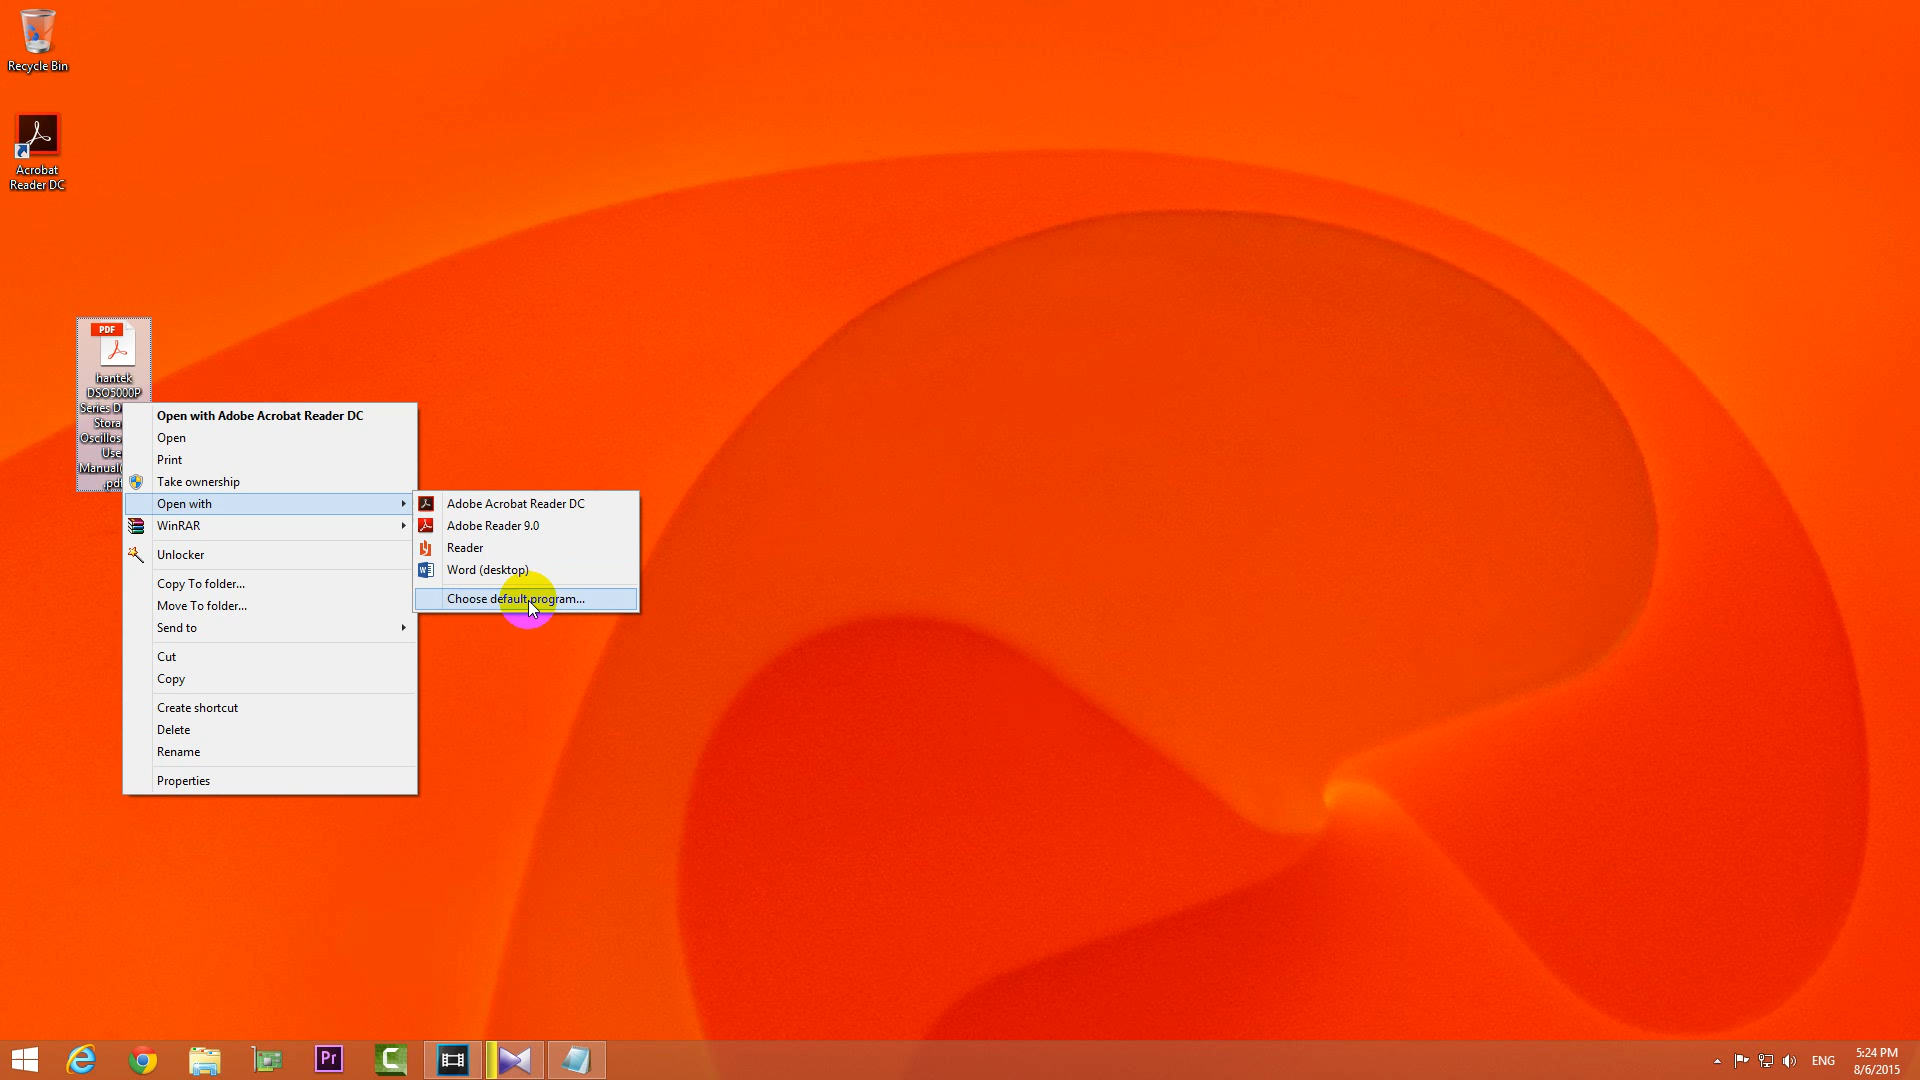 Recycle Bin
Acrobat
Reader DC
PDF
hantek
DSO5000P
Series D
Stora
Oscillos
Use
Manual
.pdf
Open with Adobe Acrobat Reader DC
Open
Print
Take ownership
Open with
WinRAR
Unlocker
Copy To folder...
Move To folder...
Send to
Cut
Copy
Create shortcut
Delete
Rename
Properties
Adobe Acrobat Reader DC
Adobe Reader 9.0
Reader
Word (desktop)
Choose default program...
Pr
ENG
5:24 PM
8/6/2015